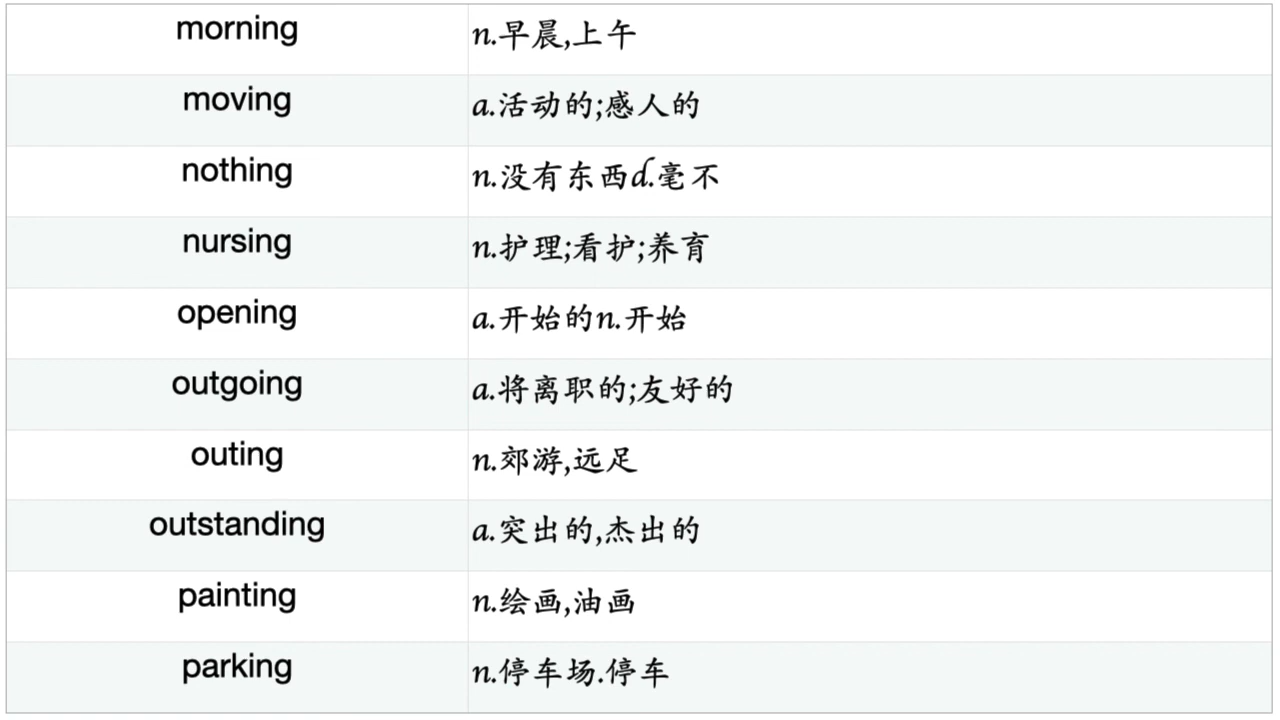 morning n.早晨,上午
moving a.活动的;感人的
nothing n.没有东西d.毫不
nursing n.护理;看护;养育
opening a.开始的n.开始
outgoing a.将离职的;友好的
outing n.郊游,远足
outstanding a.突出的,杰出的
painting n.绘画,油画
parking n.停车场.停车